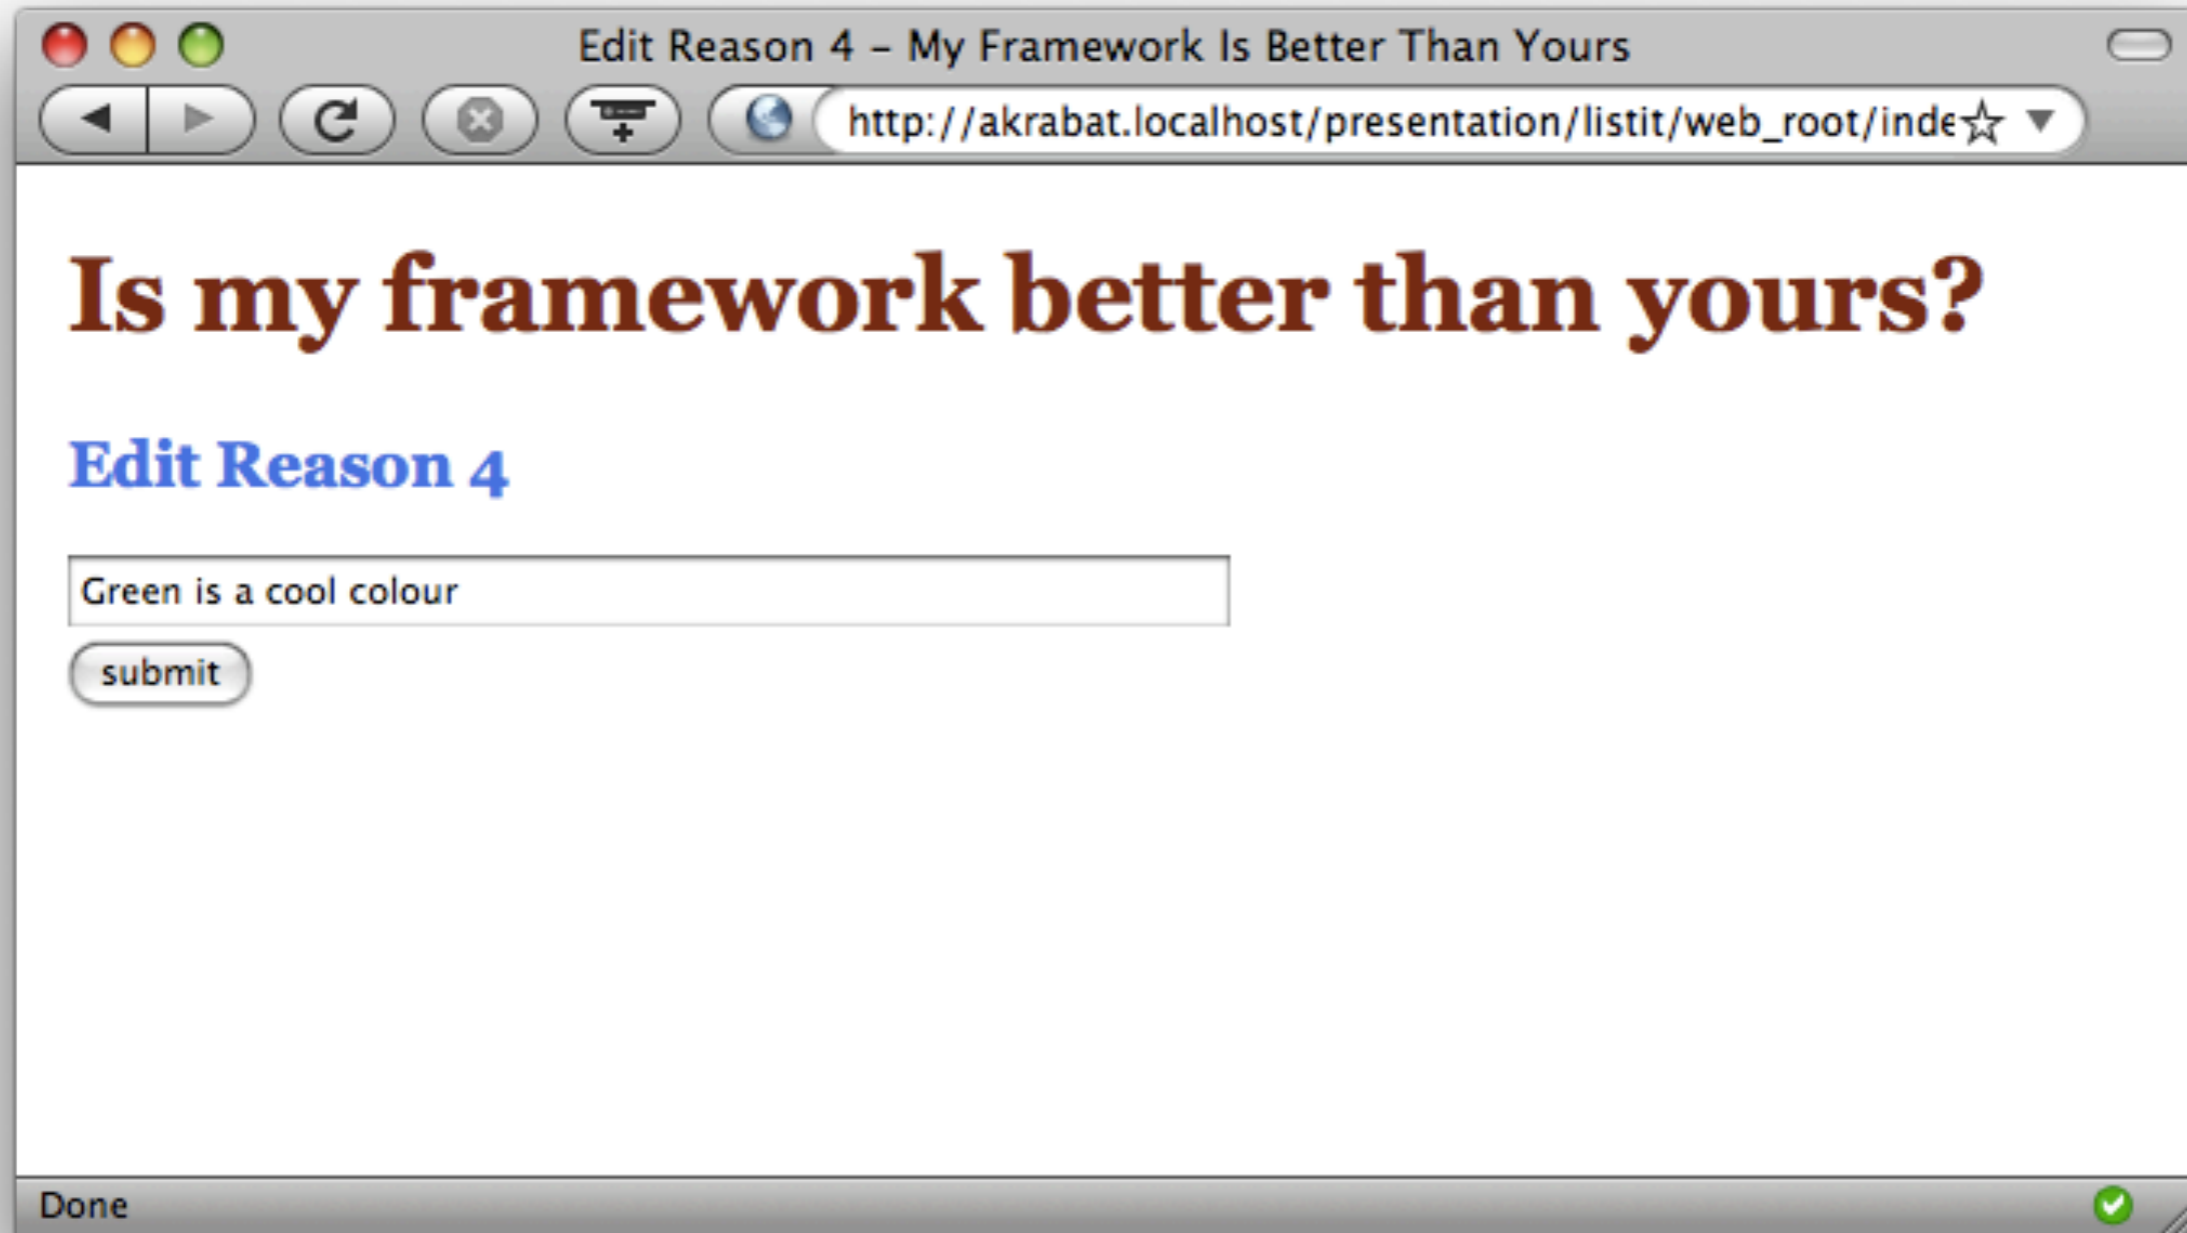 Edit Reason 4 – My Framework Is Better Than Yours
http://akrabat.localhost/presentation/listit/web_root/inde
Is my framework better than yours?
Edit Reason 4
Green is a cool colour
submit
Done